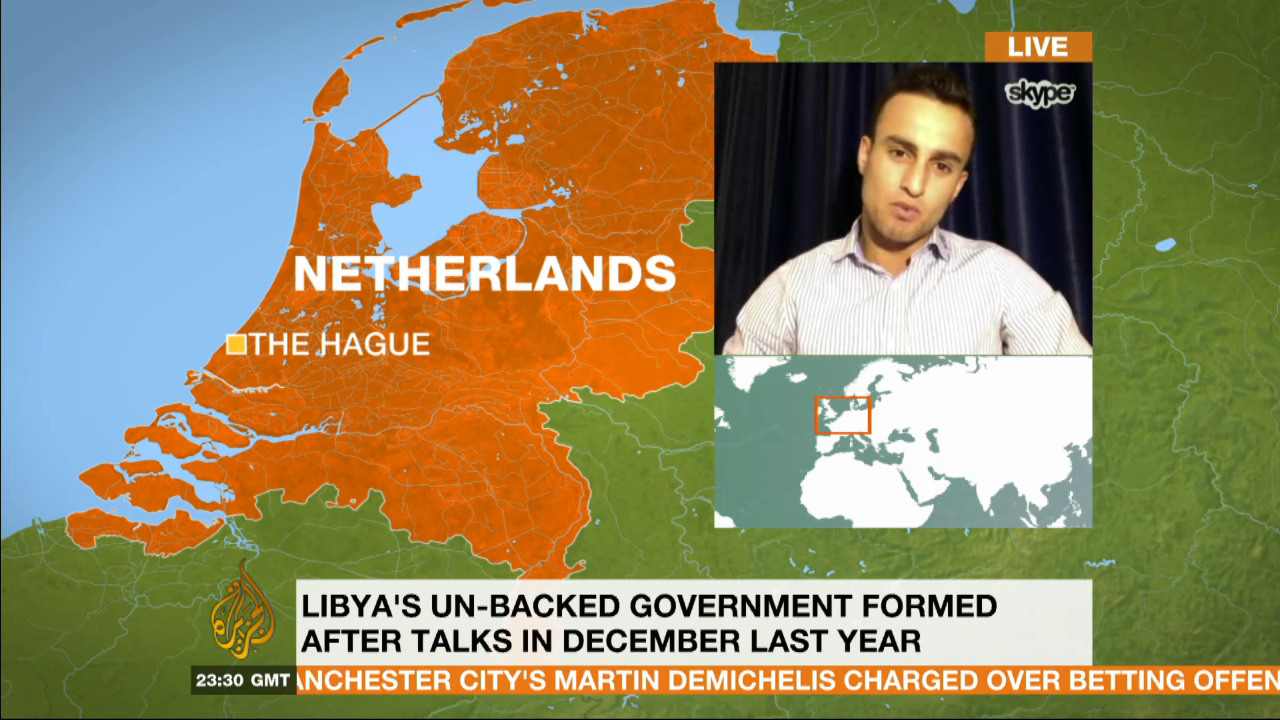 LIVE
skype
NETHERLANDS
THE HAGUE
LIBYA'S UN-BACKED GOVERNMENT FORMED
AFTER TALKS IN DECEMBER LAST YEAR
23:30 GMT
ANCHESTER CITY'S MARTIN DEMICHELIS CHARGED OVER BETTING OFFEN